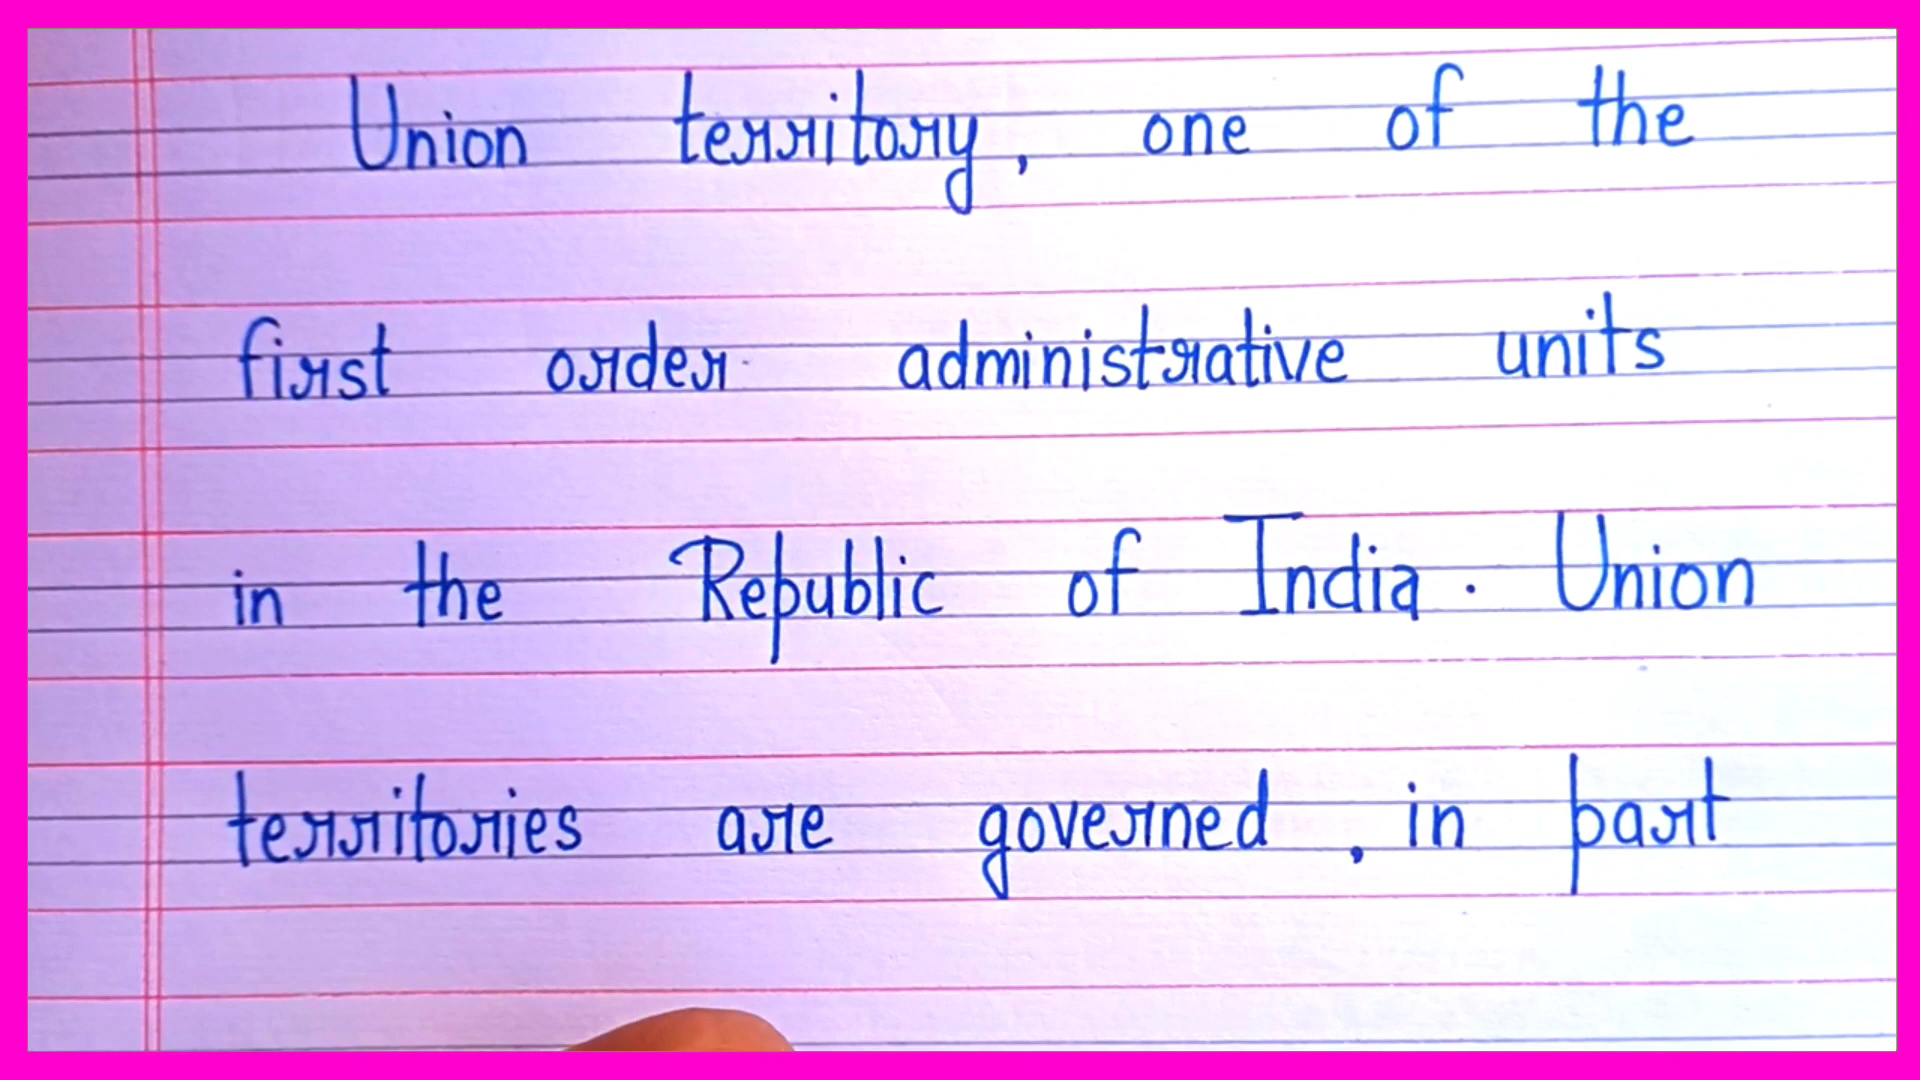 Union territory, one of the
first order administrative units
in the Republic of India. Union
territories are governed, in part